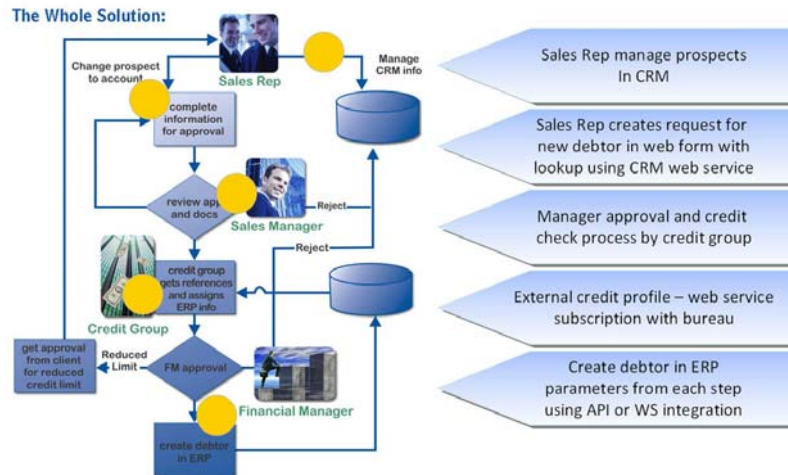 The Whole Solution:
Change prospect
to account
Sales Rep
Manage
CRM info
complete
information
for approval
review app
and docs
Sales Manager
Reject
Reject
credit group
gets references
and assigns
ERP info
Credit Group
get approval
from client
for reduced
credit limit
Reduced
Limit
FM approval
Financial Manager
create debtor
in ERP
Sales Rep manage prospects
In CRM
Sales Rep creates request for
new debtor in web form with
lookup using CRM web service
Manager approval and credit
check process by credit group
External credit profile – web service
subscription with bureau
Create debtor in ERP
parameters from each step
using API or WS integration